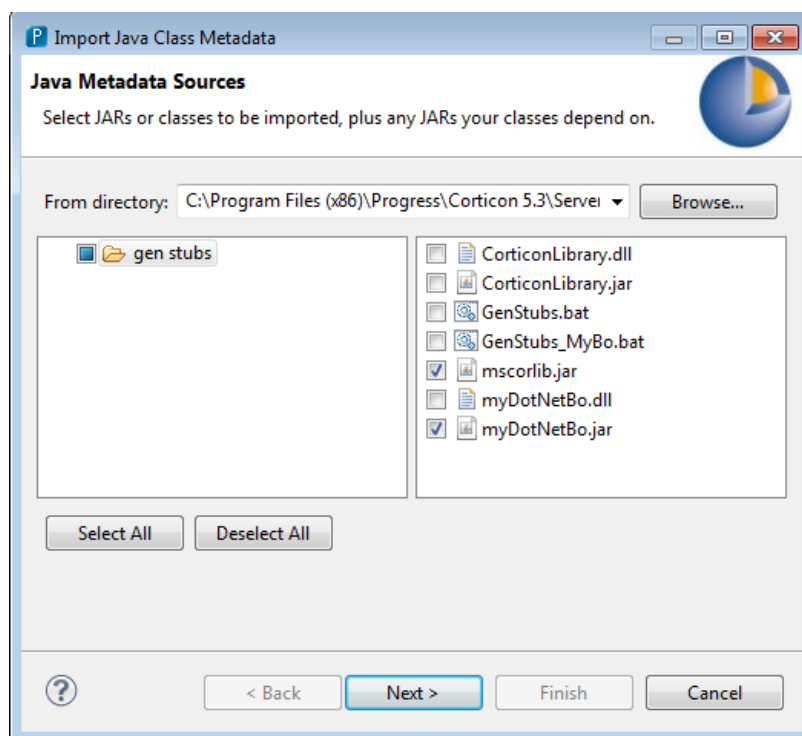 Import Java Class Metadata
Java Metadata Sources
Select JARs or classes to be imported, plus any JARs your classes depend on.
From directory: C:\Program Files (x86)\Progress\Corticon 5.3\Server Browse...
gen stubs
CorticonLibrary.dll
CorticonLibrary.jar
GenStubs.bat
GenStubs_MyBo.bat
mscorlib.jar
myDotNetBo.dll
myDotNetBo.jar
Select All Deselect All
< Back Next > Finish Cancel